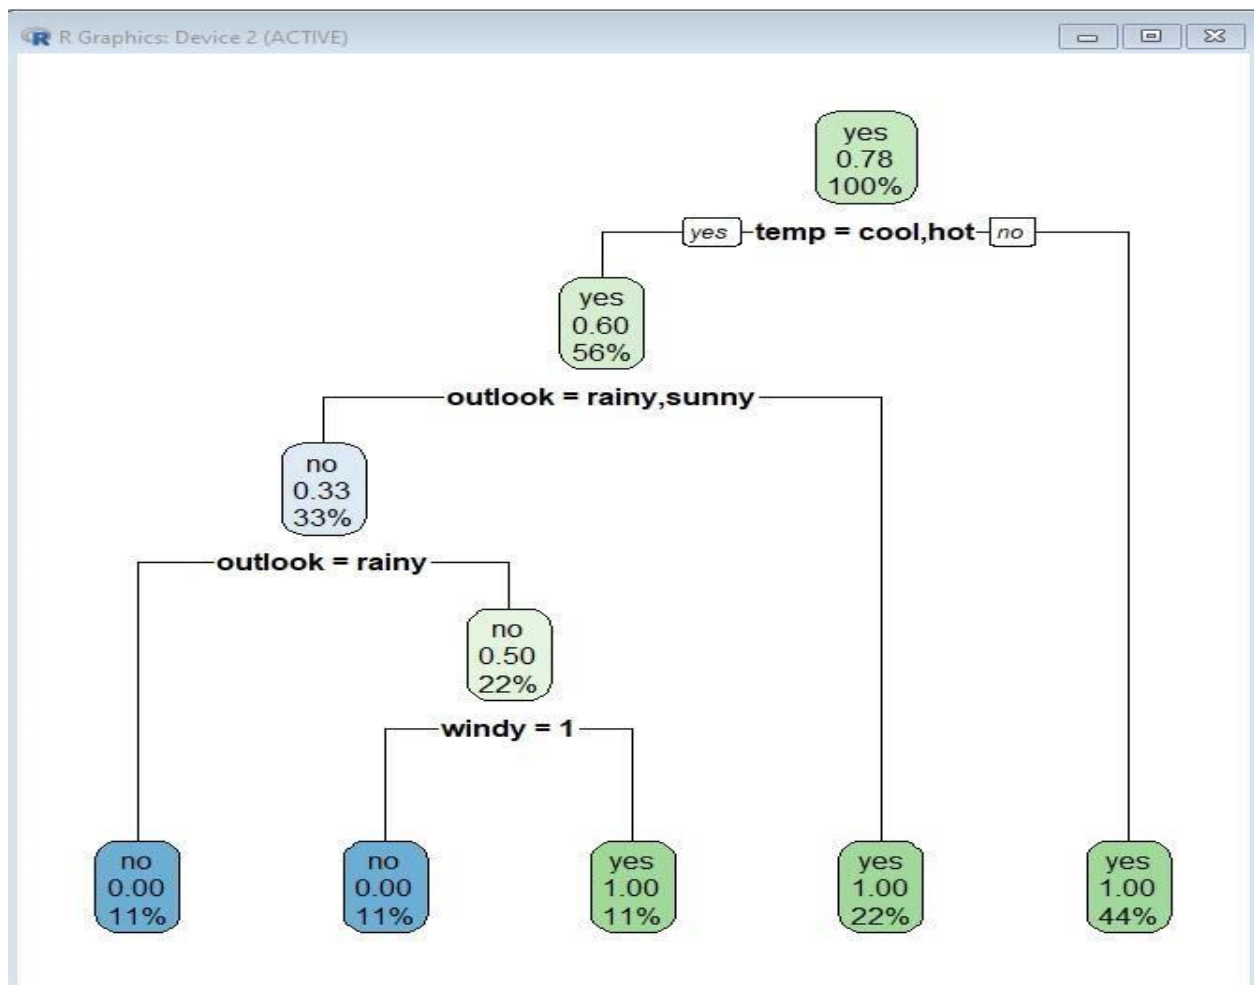 R Graphics: Device 2 (ACTIVE)
yes
0.78
100%
yes temp = cool,hot no
yes
0.60
56%
outlook = rainy,sunny
no
0.33
33%
outlook = rainy
no
0.50
22%
windy = 1
no
0.00
11%
no
0.00
11%
yes
1.00
11%
yes
1.00
22%
yes
1.00
44%